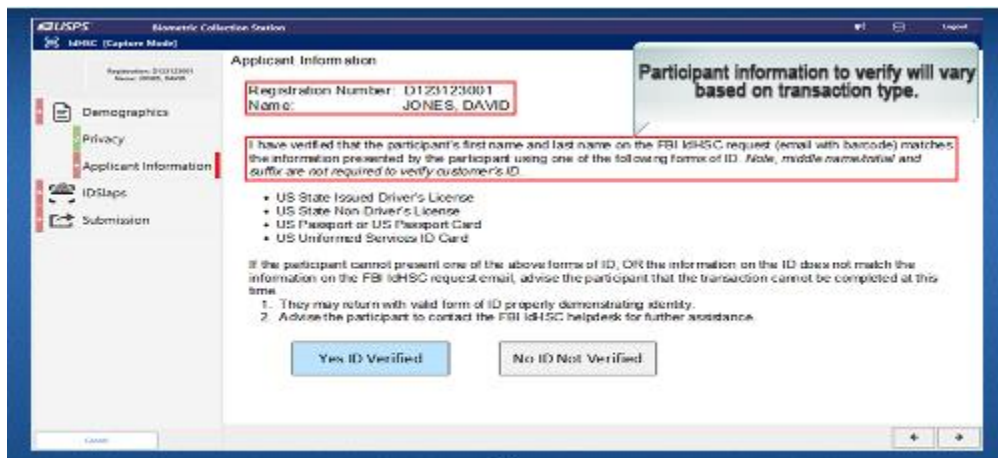 USPS Biometric Collection Station Logout
IdHSC [Capture Mode]
Registration: D123123001
Name: JONES, DAVID
Applicant Information
Participant information to verify will vary
based on transaction type.
Registration Number: D123123001
Name: JONES, DAVID
Demographics
Privacy
Applicant Information
IDSlaps
Submission
I have verified that the participant's first name and last name on the FBI IdHSC request (email with barcode) matches
the information presented by the participant using one of the following forms of ID. Note, middle name/initial and
suffix are not required to verify customer's ID.
• US State Issued Driver's License
• US State Non-Driver's License
• US Passport or US Passport Card
• US Uniformed Services ID Card
If the participant cannot present one of the above forms of ID, OR the information on the ID does not match the
information on the FBI IdHSC request email, advise the participant that the transaction cannot be completed at this
time.
1. They may return with valid form of ID properly demonstrating identity.
2. Advise the participant to contact the FBI IdHSC helpdesk for further assistance.
Yes ID Verified No ID Not Verified
Cancel